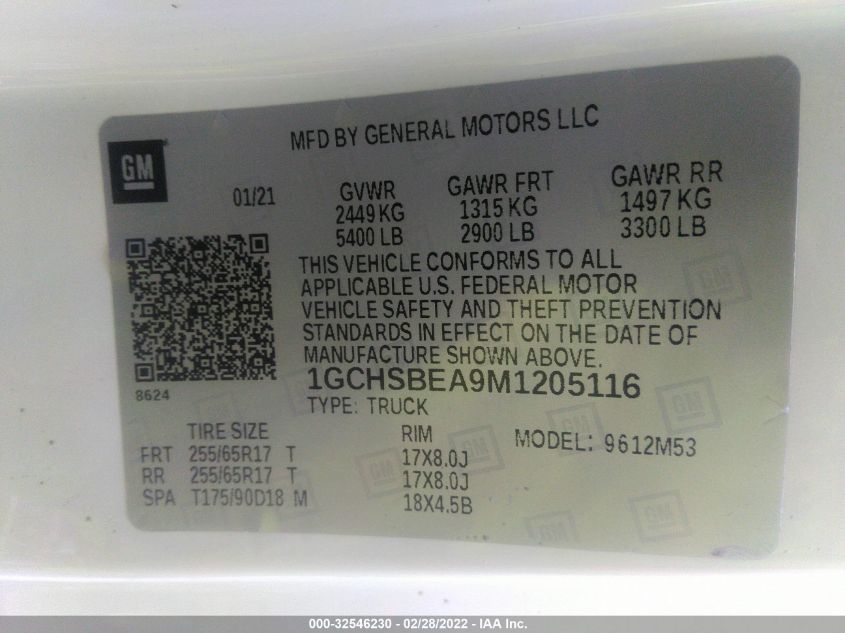 MFD BY GENERAL MOTORS LLC
GM
01/21
GVWR GAWR FRT GAWR RR
2449 KG 1315 KG 1497 KG
5400 LB 2900 LB 3300 LB
THIS VEHICLE CONFORMS TO ALL
APPLICABLE U.S. FEDERAL MOTOR
VEHICLE SAFETY AND THEFT PREVENTION
STANDARDS IN EFFECT ON THE DATE OF
MANUFACTURE SHOWN ABOVE.
8624
1GCHSBEA9M1205116
TYPE: TRUCK
TIRE SIZE RIM MODEL: 9612M53
FRT 255/65R17 T 17X8.0J
RR 255/65R17 T 17X8.0J
SPA T175/90D18 M 18X4.5B
000-32546230 - 02/28/2022 - IAA Inc.